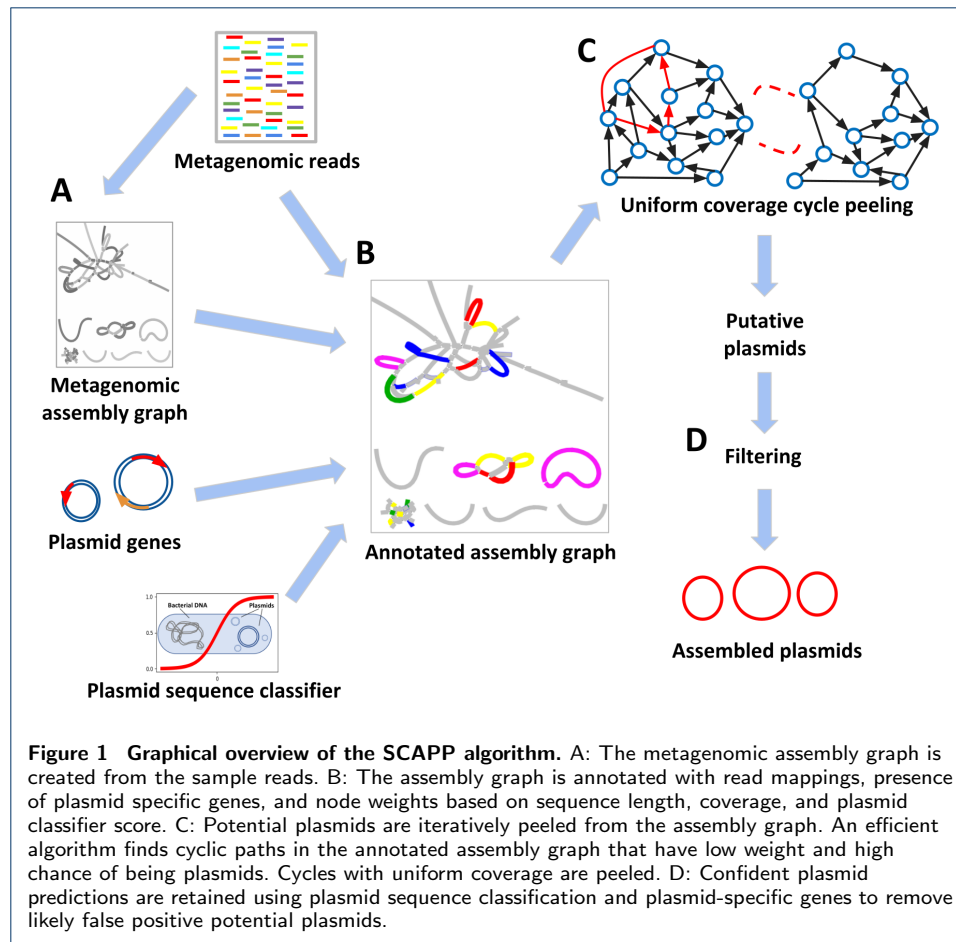 Metagenomic reads
A
Metagenomic
assembly graph
Plasmid genes
Bacterial DNA
Plasmids
1.0
0.5
0.0
0
Plasmid sequence classifier
B
Annotated assembly graph
C
Uniform coverage cycle peeling
Putative
plasmids
D
Filtering
Assembled plasmids
Figure 1 Graphical overview of the SCAPP algorithm. A: The metagenomic assembly graph is
created from the sample reads. B: The assembly graph is annotated with read mappings, presence
of plasmid specific genes, and node weights based on sequence length, coverage, and plasmid
classifier score. C: Potential plasmids are iteratively peeled from the assembly graph. An efficient
algorithm finds cyclic paths in the annotated assembly graph that have low weight and high
chance of being plasmids. Cycles with uniform coverage are peeled. D: Confident plasmid
predictions are retained using plasmid sequence classification and plasmid-specific genes to remove
likely false positive potential plasmids.